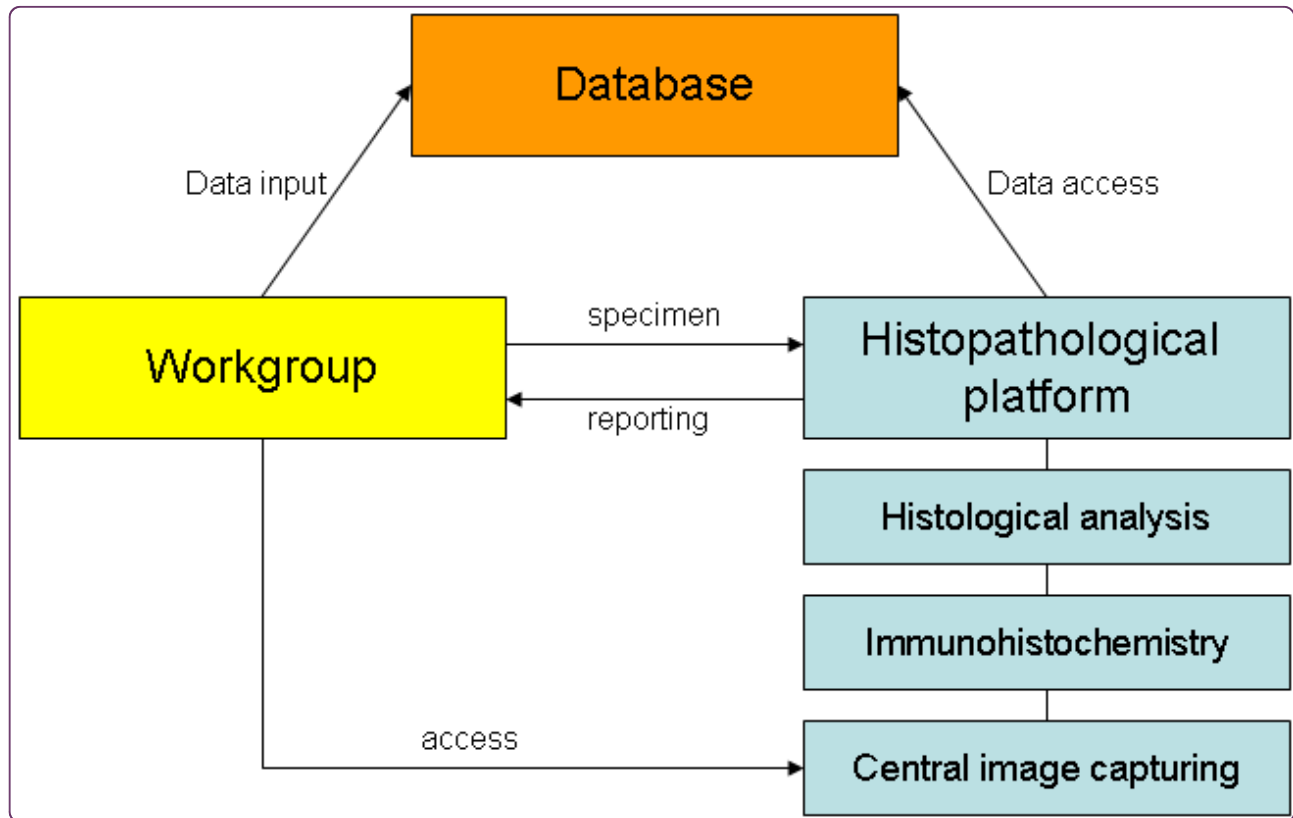 Database
Data input
Data access
Workgroup
specimen
reporting
Histopathological
platform
Histological analysis
Immunohistochemistry
access
Central image capturing